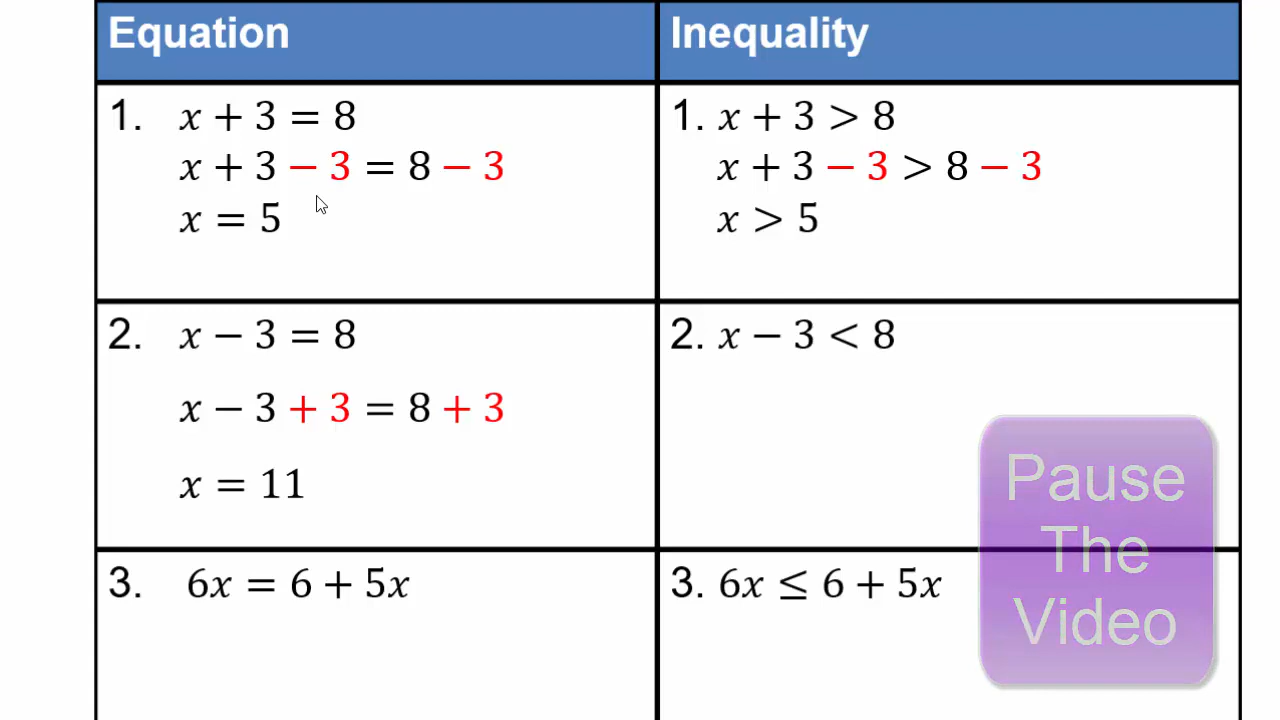 Equation
Inequality
1. x + 3 = 8
x + 3 − 3 = 8 − 3
x = 5
1. x + 3 > 8
x + 3 − 3 > 8 − 3
x > 5
2. x − 3 = 8
x − 3 + 3 = 8 + 3
x = 11
2. x − 3 < 8
3. 6x = 6 + 5x
3. 6x ≤ 6 + 5x
Pause
The
Video